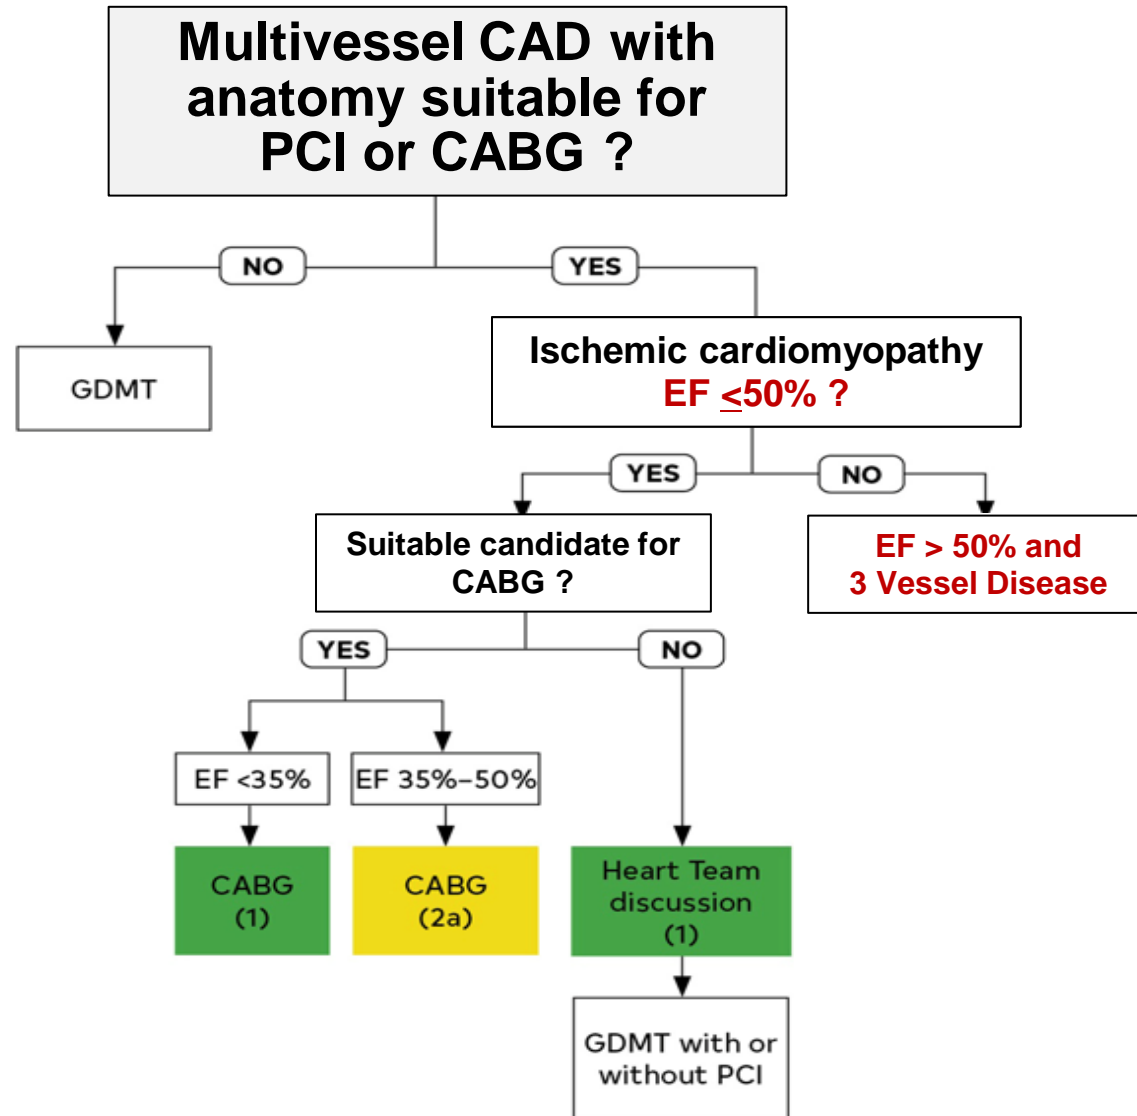 Multivessel CAD with
anatomy suitable for
PCI or CABG ?
NO
YES
GDMT
Ischemic cardiomyopathy
EF ≤50% ?
YES
NO
Suitable candidate for
CABG ?
EF > 50% and
3 Vessel Disease
YES
NO
EF <35%
EF 35%–50%
CABG
(1)
CABG
(2a)
Heart Team
discussion
(1)
GDMT with or
without PCI